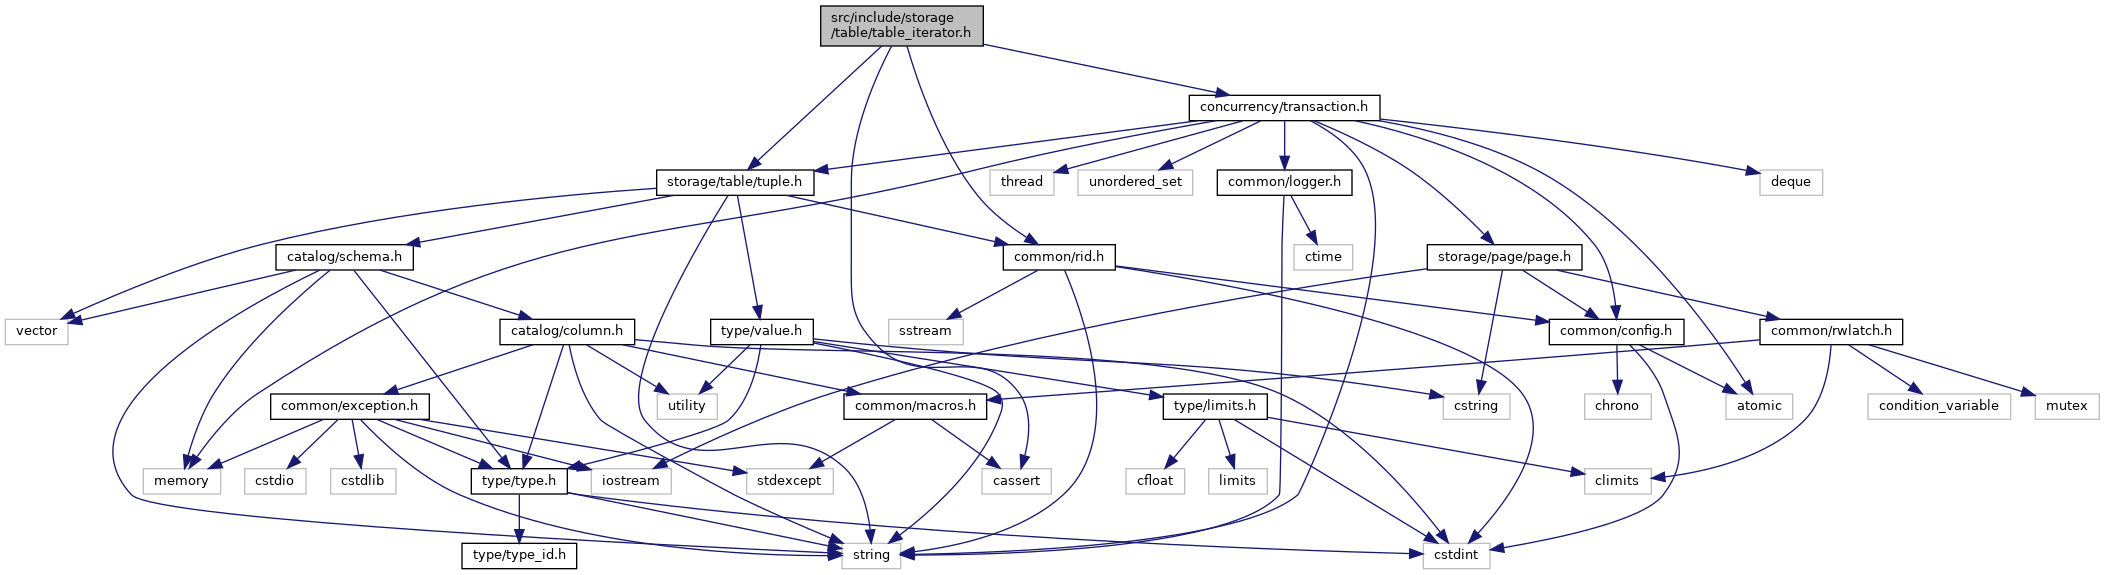 src/include/storage
/table/table_iterator.h
concurrency/transaction.h
storage/table/tuple.h
thread
unordered_set
common/logger.h
deque
catalog/schema.h
common/rid.h
ctime
storage/page/page.h
vector
catalog/column.h
type/value.h
sstream
common/config.h
common/rwlatch.h
common/exception.h
utility
common/macros.h
type/limits.h
cstring
chrono
atomic
condition_variable
mutex
memory
cstdio
cstdlib
type/type.h
iostream
stdexcept
cassert
cfloat
limits
climits
type/type_id.h
string
cstdint